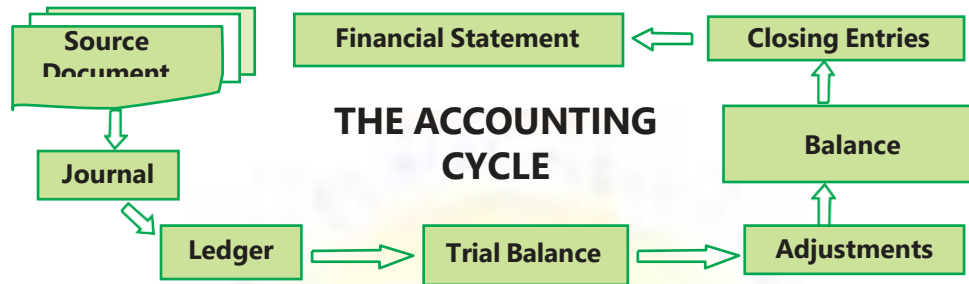 Source
Document
Financial Statement
Closing Entries
THE ACCOUNTING
CYCLE
Journal
Balance
Ledger
Trial Balance
Adjustments